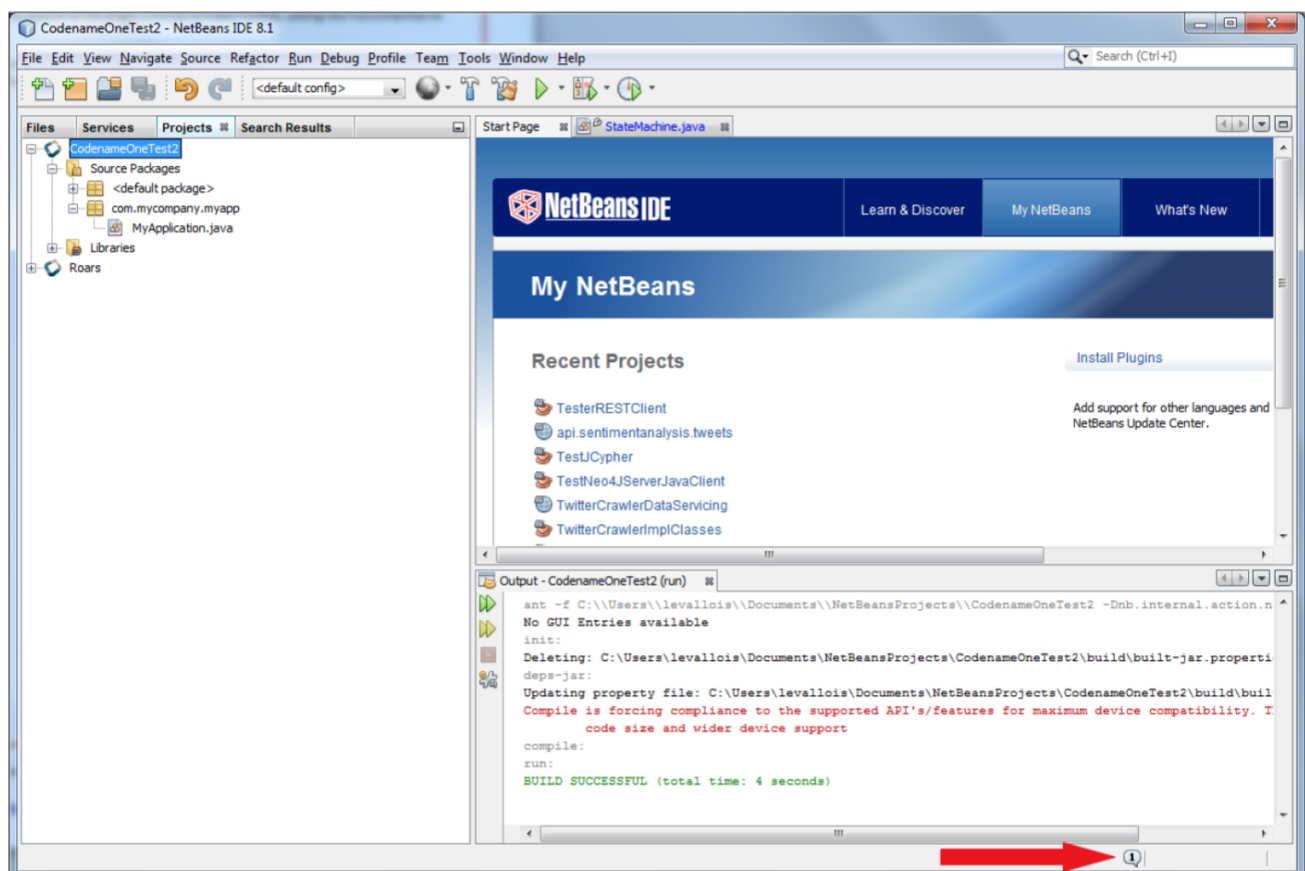 CodenameOneTest2 - NetBeans IDE 8.1
File Edit View Navigate Source Refactor Run Debug Profile Team Tools Window Help
Search (Ctrl+I)
<default config>
Files Services Projects Search Results
Start Page StateMachine.java
CodenameOneTest2
Source Packages
<default package>
com.mycompany.myapp
MyApplication.java
Libraries
Roars
NetBeans IDE
Learn & Discover
My NetBeans
What's New
My NetBeans
Recent Projects
Install Plugins
TesterRESTClient
api.sentimentanalysis.tweets
TestJCypher
TestNeo4JServerJavaClient
TwitterCrawlerDataServicing
TwitterCrawlerImplClasses
Add support for other languages and
NetBeans Update Center.
Output - CodenameOneTest2 (run)
ant -f C:\\Users\\levallois\\Documents\\NetBeansProjects\\CodenameOneTest2 -Dnb.internal.action.n
No GUI Entries available
init:
Deleting: C:\Users\levallois\Documents\NetBeansProjects\CodenameOneTest2\build\built-jar.properti
deps-jar:
Updating property file: C:\Users\levallois\Documents\NetBeansProjects\CodenameOneTest2\build\buil
Compile is forcing compliance to the supported API's/features for maximum device compatibility. T
code size and wider device support
compile:
run:
BUILD SUCCESSFUL (total time: 4 seconds)
1